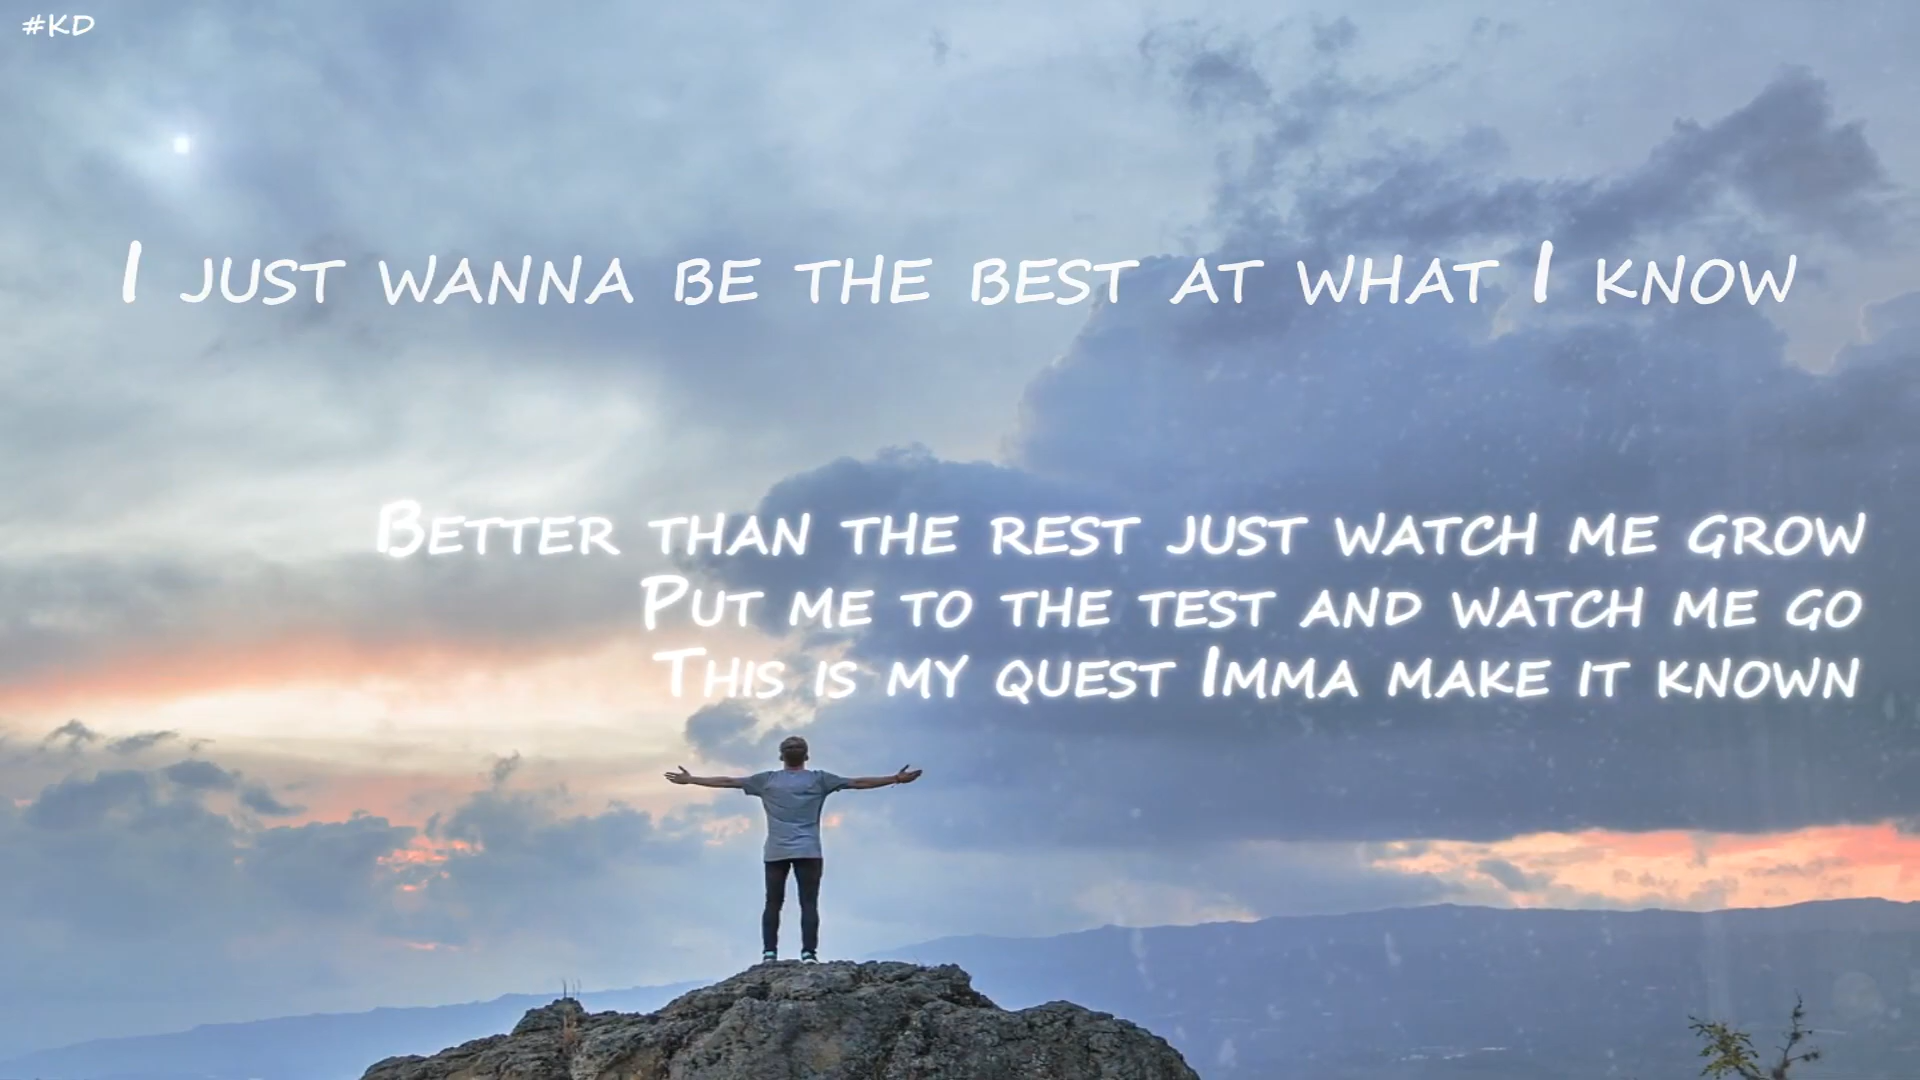 #KD
I just wanna be the best at what I know
Better than the rest just watch me grow
Put me to the test and watch me go
This is my quest Imma make it known